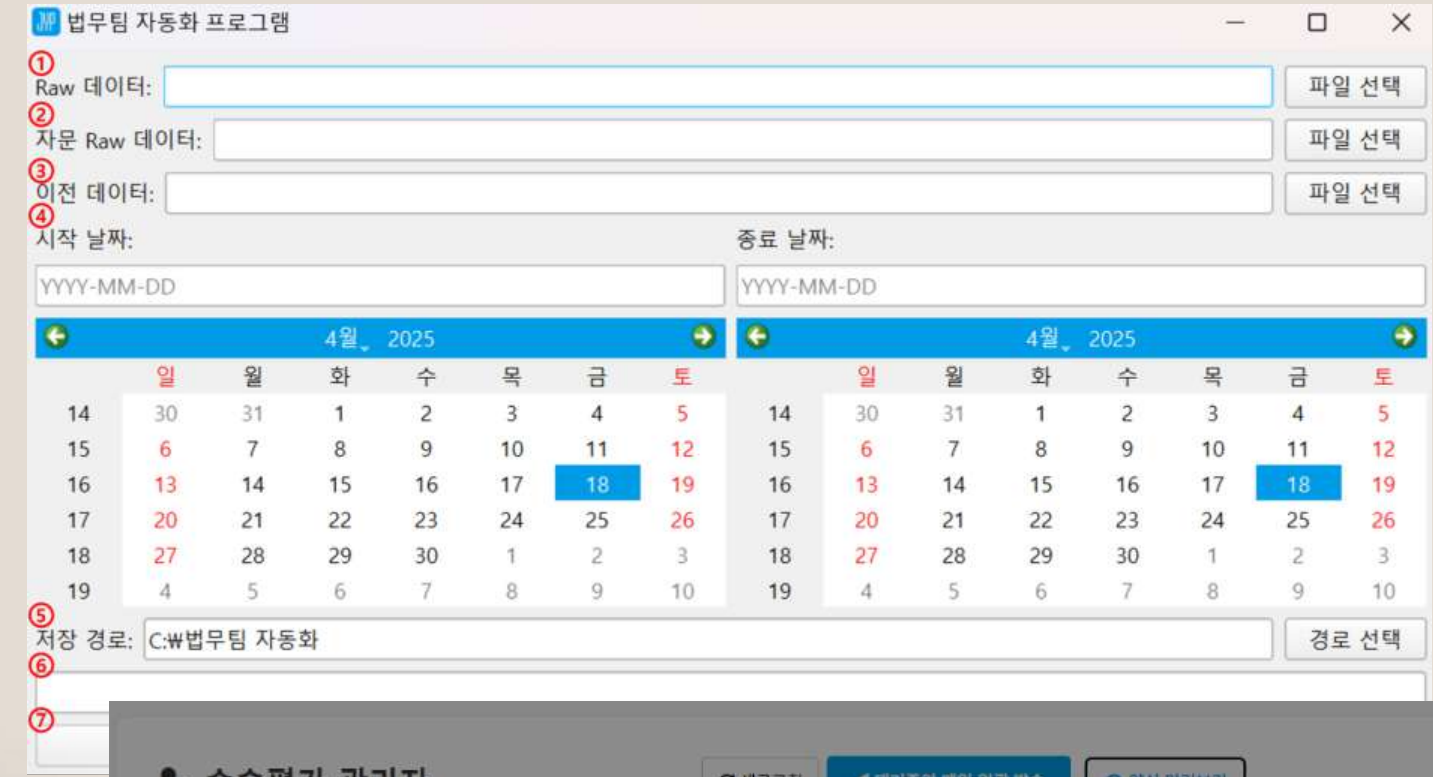 JVP 법무팀 자동화 프로그램
①
Raw 데이터: 파일 선택
②
자문 Raw 데이터: 파일 선택
③
이전 데이터: 파일 선택
④
시작 날짜: 종료 날짜:
YYYY-MM-DD YYYY-MM-DD
4월 2025 4월 2025
일 월 화 수 목 금 토 일 월 화 수 목 금 토
14 30 31 1 2 3 4 5 14 30 31 1 2 3 4 5
15 6 7 8 9 10 11 12 15 6 7 8 9 10 11 12
16 13 14 15 16 17 18 19 16 13 14 15 16 17 18 19
17 20 21 22 23 24 25 26 17 20 21 22 23 24 25 26
18 27 28 29 30 1 2 3 18 27 28 29 30 1 2 3
19 4 5 6 7 8 9 10 19 4 5 6 7 8 9 10
⑤
저장 경로: C:₩법무팀 자동화 경로 선택
⑥
⑦